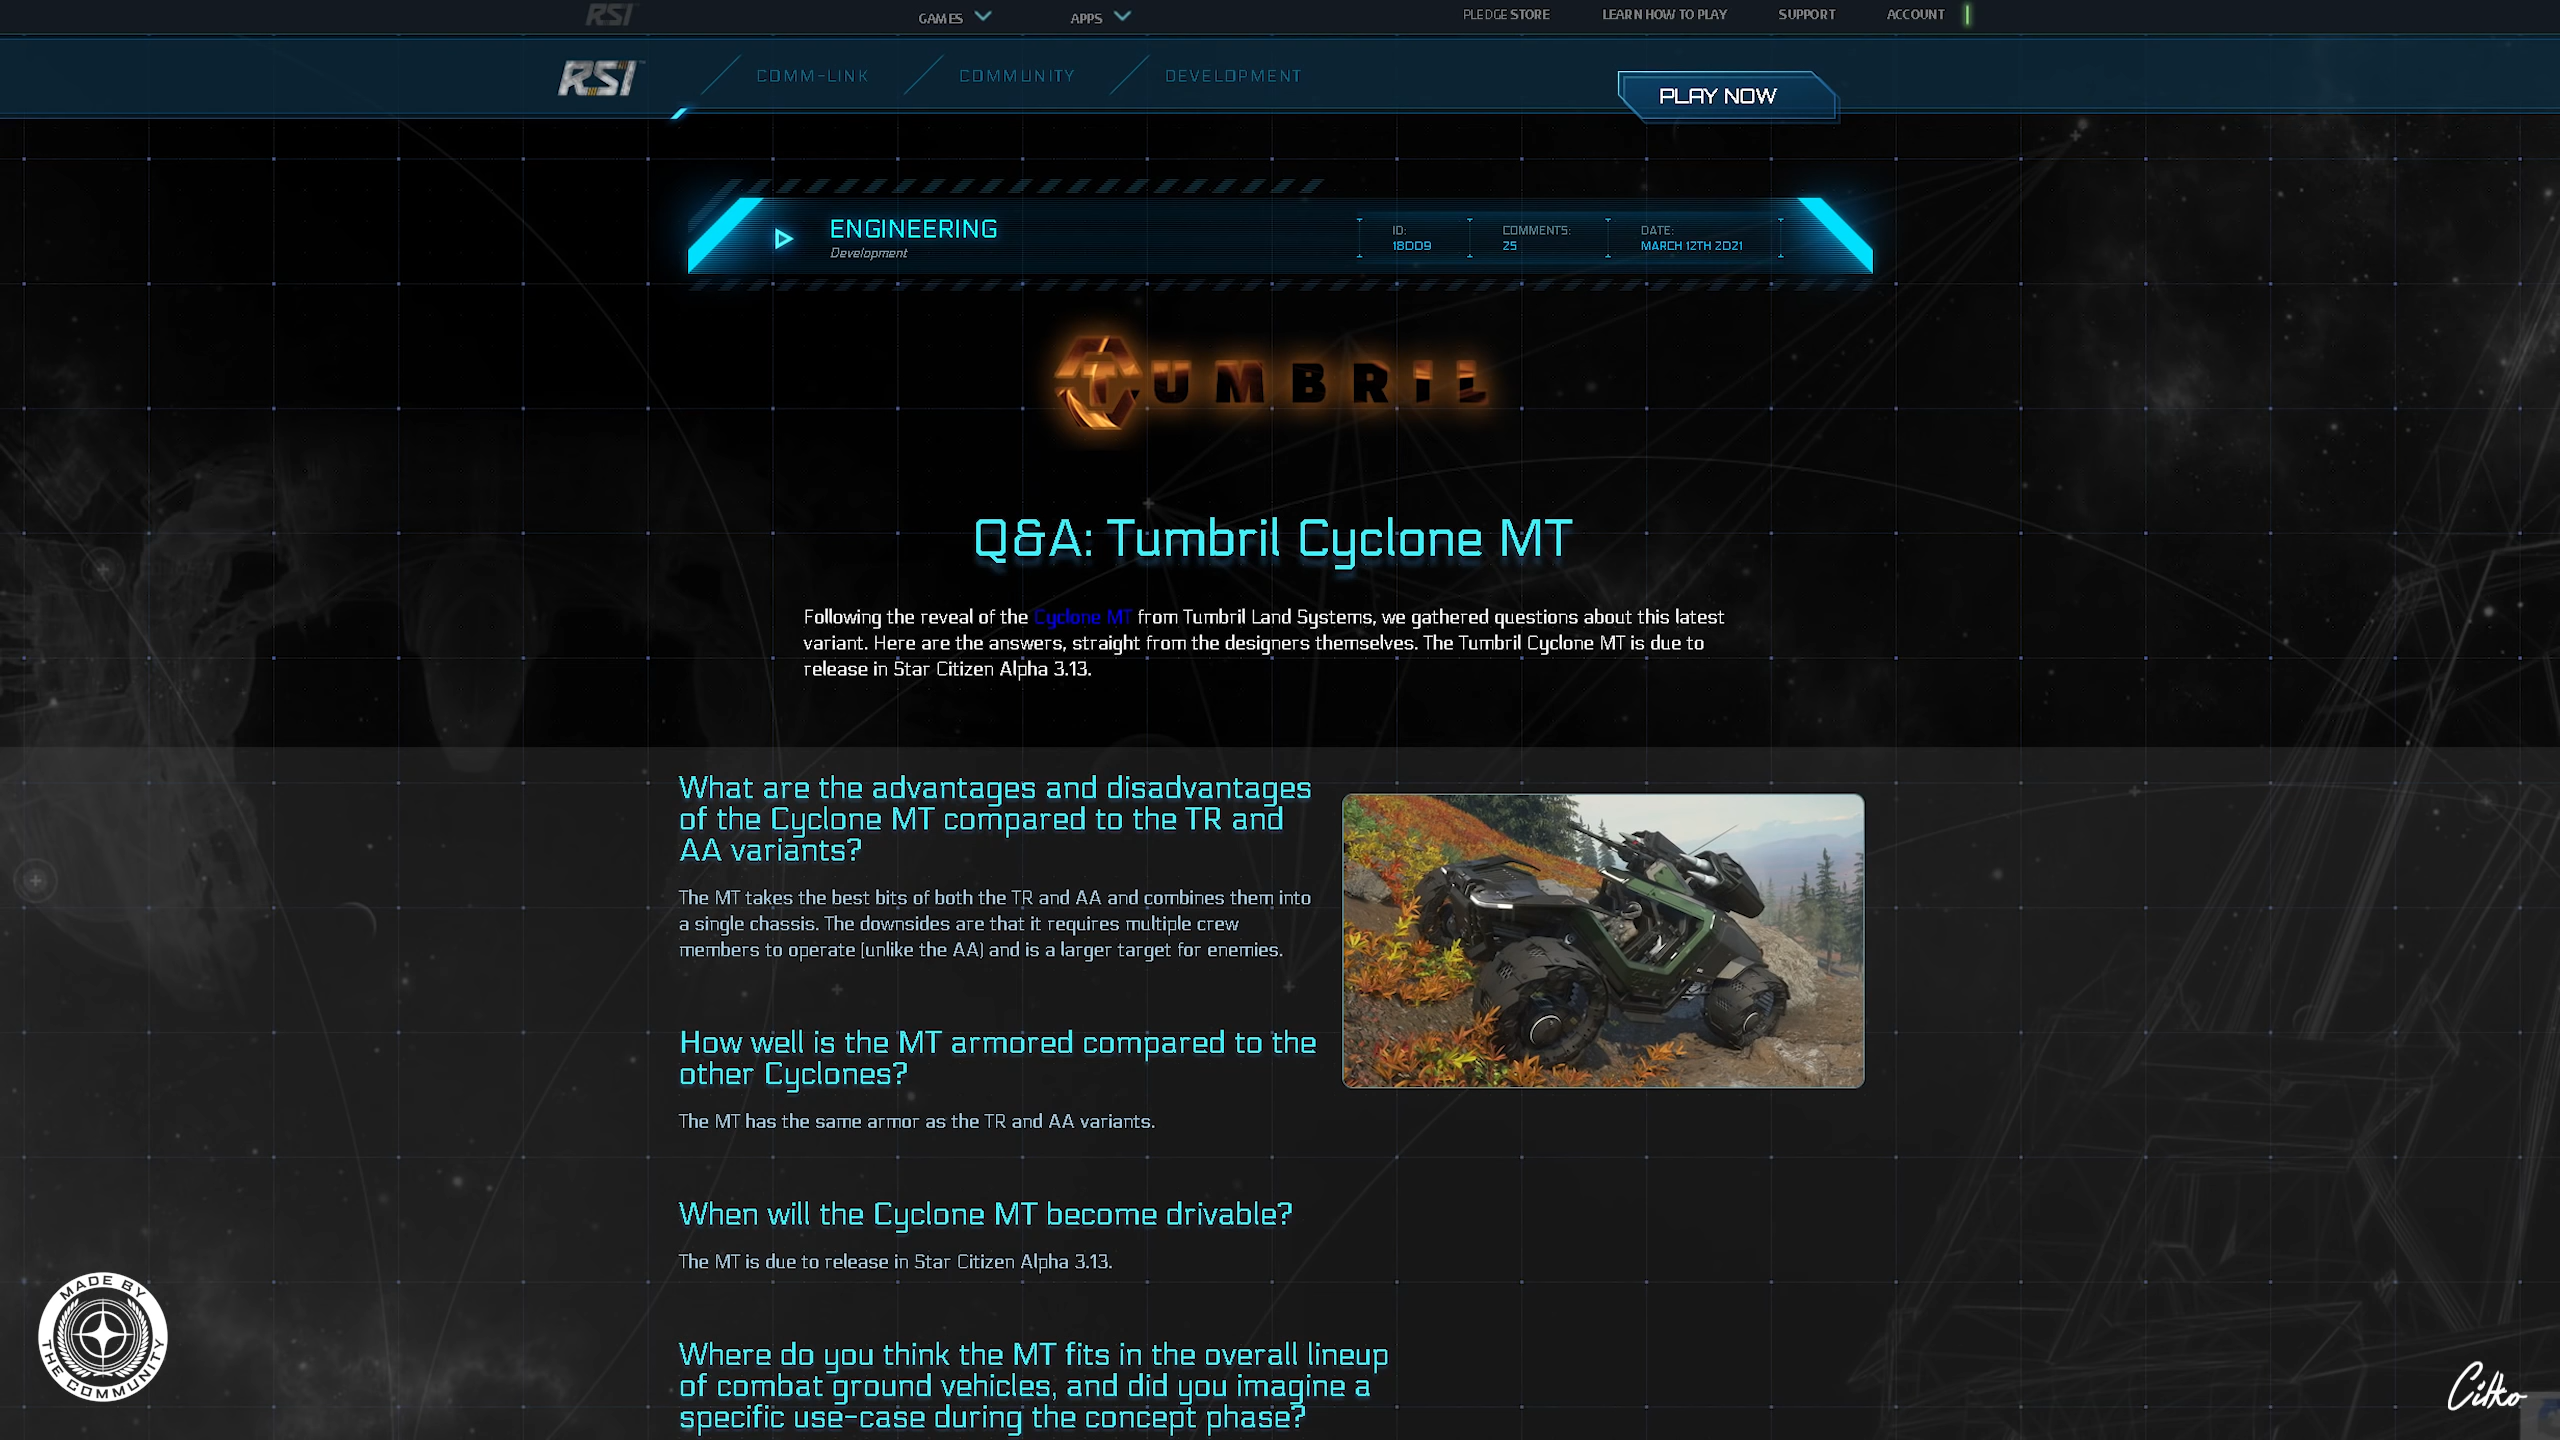 RSI
GAMES
APPS
PLEDGE STORE
LEARN HOW TO PLAY
SUPPORT
ACCOUNT
RSI
COMM-LINK
COMMUNITY
DEVELOPMENT
PLAY NOW
ENGINEERING
Development
ID:
18009
COMMENTS:
25
DATE:
MARCH 12TH 2021
TUMBRIL
Q&A: Tumbril Cyclone MT
Following the reveal of the Cyclone MT from Tumbril Land Systems, we gathered questions about this latest
variant. Here are the answers, straight from the designers themselves. The Tumbril Cyclone MT is due to
release in Star Citizen Alpha 3.13.
What are the advantages and disadvantages
of the Cyclone MT compared to the TR and
AA variants?
The MT takes the best bits of both the TR and AA and combines them into
a single chassis. The downsides are that it requires multiple crew
members to operate (unlike the AA) and is a larger target for enemies.
How well is the MT armored compared to the
other Cyclones?
The MT has the same armor as the TR and AA variants.
When will the Cyclone MT become drivable?
The MT is due to release in Star Citizen Alpha 3.13.
Where do you think the MT fits in the overall lineup
of combat ground vehicles, and did you imagine a
specific use-case during the concept phase?
MADE BY
THE COMMUNITY